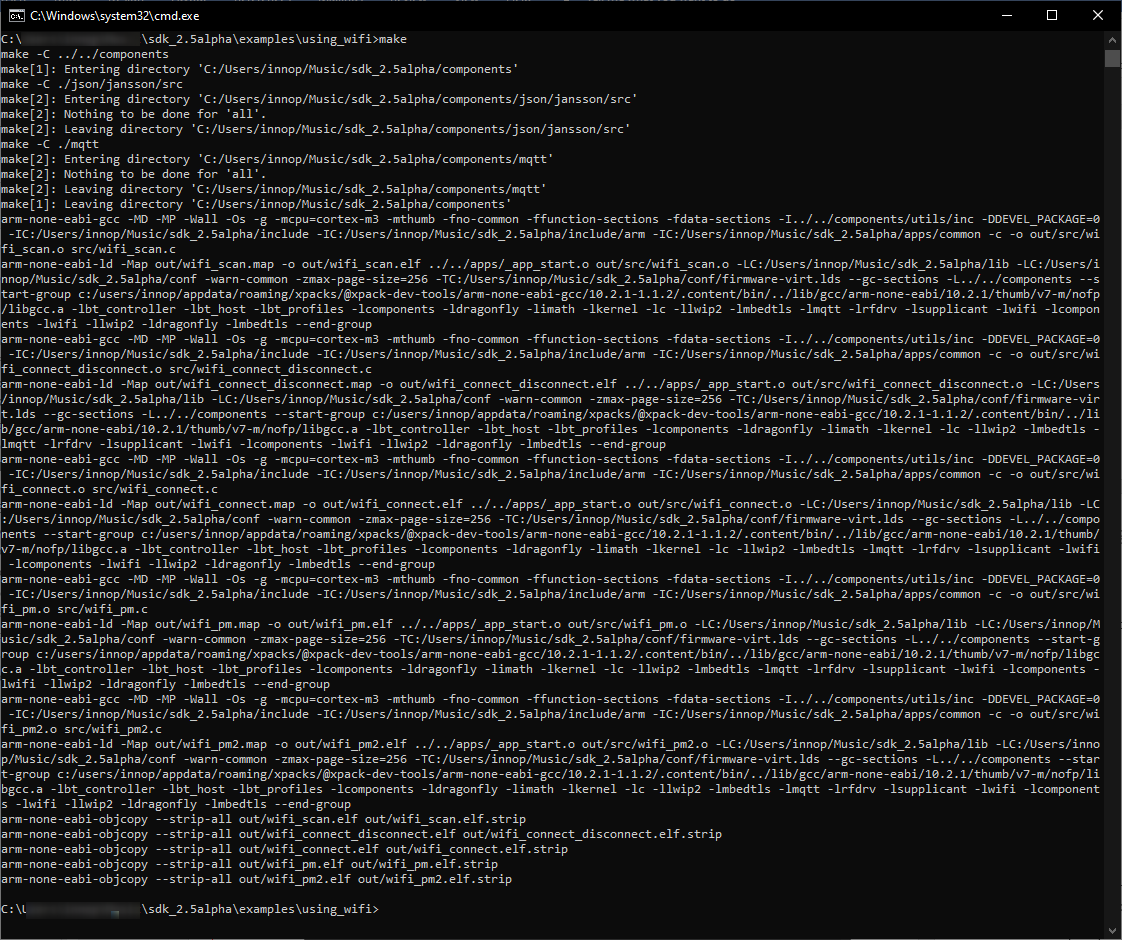 C:\Windows\system32\cmd.exe
C:\ \sdk_2.5alpha\examples\using_wifi>make
make -C ../../components
make[1]: Entering directory 'C:/Users/innop/Music/sdk_2.5alpha/components'
make -C ./json/jansson/src
make[2]: Entering directory 'C:/Users/innop/Music/sdk_2.5alpha/components/json/jansson/src'
make[2]: Nothing to be done for 'all'.
make[2]: Leaving directory 'C:/Users/innop/Music/sdk_2.5alpha/components/json/jansson/src'
make -C ./mqtt
make[2]: Entering directory 'C:/Users/innop/Music/sdk_2.5alpha/components/mqtt'
make[2]: Nothing to be done for 'all'.
make[2]: Leaving directory 'C:/Users/innop/Music/sdk_2.5alpha/components/mqtt'
make[1]: Leaving directory 'C:/Users/innop/Music/sdk_2.5alpha/components'
arm-none-eabi-gcc -MD -MP -Wall -Os -g -mcpu=cortex-m3 -mthumb -fno-common -ffunction-sections -fdata-sections -I../../components/utils/inc -DDEVEL_PACKAGE=0
 -IC:/Users/innop/Music/sdk_2.5alpha/include -IC:/Users/innop/Music/sdk_2.5alpha/include/arm -IC:/Users/innop/Music/sdk_2.5alpha/apps/common -c -o out/src/wi
fi_scan.o src/wifi_scan.c
arm-none-eabi-ld -Map out/wifi_scan.map -o out/wifi_scan.elf ../../apps/_app_start.o out/src/wifi_scan.o -LC:/Users/innop/Music/sdk_2.5alpha/lib -LC:/Users/i
nnop/Music/sdk_2.5alpha/conf -warn-common -zmax-page-size=256 -TC:/Users/innop/Music/sdk_2.5alpha/conf/firmware-virt.lds --gc-sections -L../../components --s
tart-group c:/users/innop/appdata/roaming/xpacks/@xpack-dev-tools/arm-none-eabi-gcc/10.2.1-1.1.2/.content/bin/../lib/gcc/arm-none-eabi/10.2.1/thumb/v7-m/nofp
/libgcc.a -lbt_controller -lbt_host -lbt_profiles -lcomponents -ldragonfly -limath -lkernel -lc -llwip2 -lmbedtls -lmqtt -lrfdrv -lsupplicant -lwifi -lcompon
ents -lwifi -llwip2 -ldragonfly -lmbedtls --end-group
arm-none-eabi-gcc -MD -MP -Wall -Os -g -mcpu=cortex-m3 -mthumb -fno-common -ffunction-sections -fdata-sections -I../../components/utils/inc -DDEVEL_PACKAGE=0
 -IC:/Users/innop/Music/sdk_2.5alpha/include -IC:/Users/innop/Music/sdk_2.5alpha/include/arm -IC:/Users/innop/Music/sdk_2.5alpha/apps/common -c -o out/src/wi
fi_connect_disconnect.o src/wifi_connect_disconnect.c
arm-none-eabi-ld -Map out/wifi_connect_disconnect.map -o out/wifi_connect_disconnect.elf ../../apps/_app_start.o out/src/wifi_connect_disconnect.o -LC:/Users
/innop/Music/sdk_2.5alpha/lib -LC:/Users/innop/Music/sdk_2.5alpha/conf -warn-common -zmax-page-size=256 -TC:/Users/innop/Music/sdk_2.5alpha/conf/firmware-vir
t.lds --gc-sections -L../../components --start-group c:/users/innop/appdata/roaming/xpacks/@xpack-dev-tools/arm-none-eabi-gcc/10.2.1-1.1.2/.content/bin/../li
b/gcc/arm-none-eabi/10.2.1/thumb/v7-m/nofp/libgcc.a -lbt_controller -lbt_host -lbt_profiles -lcomponents -ldragonfly -limath -lkernel -lc -llwip2 -lmbedtls -
lmqtt -lrfdrv -lsupplicant -lwifi -lcomponents -lwifi -llwip2 -ldragonfly -lmbedtls --end-group
arm-none-eabi-gcc -MD -MP -Wall -Os -g -mcpu=cortex-m3 -mthumb -fno-common -ffunction-sections -fdata-sections -I../../components/utils/inc -DDEVEL_PACKAGE=0
 -IC:/Users/innop/Music/sdk_2.5alpha/include -IC:/Users/innop/Music/sdk_2.5alpha/include/arm -IC:/Users/innop/Music/sdk_2.5alpha/apps/common -c -o out/src/wi
fi_connect.o src/wifi_connect.c
arm-none-eabi-ld -Map out/wifi_connect.map -o out/wifi_connect.elf ../../apps/_app_start.o out/src/wifi_connect.o -LC:/Users/innop/Music/sdk_2.5alpha/lib -LC
:/Users/innop/Music/sdk_2.5alpha/conf -warn-common -zmax-page-size=256 -TC:/Users/innop/Music/sdk_2.5alpha/conf/firmware-virt.lds --gc-sections -L../../compo
nents --start-group c:/users/innop/appdata/roaming/xpacks/@xpack-dev-tools/arm-none-eabi-gcc/10.2.1-1.1.2/.content/bin/../lib/gcc/arm-none-eabi/10.2.1/thumb/
v7-m/nofp/libgcc.a -lbt_controller -lbt_host -lbt_profiles -lcomponents -ldragonfly -limath -lkernel -lc -llwip2 -lmbedtls -lmqtt -lrfdrv -lsupplicant -lwifi
 -lcomponents -lwifi -llwip2 -ldragonfly -lmbedtls --end-group
arm-none-eabi-gcc -MD -MP -Wall -Os -g -mcpu=cortex-m3 -mthumb -fno-common -ffunction-sections -fdata-sections -I../../components/utils/inc -DDEVEL_PACKAGE=0
 -IC:/Users/innop/Music/sdk_2.5alpha/include -IC:/Users/innop/Music/sdk_2.5alpha/include/arm -IC:/Users/innop/Music/sdk_2.5alpha/apps/common -c -o out/src/wi
fi_pm.o src/wifi_pm.c
arm-none-eabi-ld -Map out/wifi_pm.map -o out/wifi_pm.elf ../../apps/_app_start.o out/src/wifi_pm.o -LC:/Users/innop/Music/sdk_2.5alpha/lib -LC:/Users/innop/M
usic/sdk_2.5alpha/conf -warn-common -zmax-page-size=256 -TC:/Users/innop/Music/sdk_2.5alpha/conf/firmware-virt.lds --gc-sections -L../../components --start-g
roup c:/users/innop/appdata/roaming/xpacks/@xpack-dev-tools/arm-none-eabi-gcc/10.2.1-1.1.2/.content/bin/../lib/gcc/arm-none-eabi/10.2.1/thumb/v7-m/nofp/libgc
c.a -lbt_controller -lbt_host -lbt_profiles -lcomponents -ldragonfly -limath -lkernel -lc -llwip2 -lmbedtls -lmqtt -lrfdrv -lsupplicant -lwifi -lcomponents -
lwifi -llwip2 -ldragonfly -lmbedtls --end-group
arm-none-eabi-gcc -MD -MP -Wall -Os -g -mcpu=cortex-m3 -mthumb -fno-common -ffunction-sections -fdata-sections -I../../components/utils/inc -DDEVEL_PACKAGE=0
 -IC:/Users/innop/Music/sdk_2.5alpha/include -IC:/Users/innop/Music/sdk_2.5alpha/include/arm -IC:/Users/innop/Music/sdk_2.5alpha/apps/common -c -o out/src/wi
fi_pm2.o src/wifi_pm2.c
arm-none-eabi-ld -Map out/wifi_pm2.map -o out/wifi_pm2.elf ../../apps/_app_start.o out/src/wifi_pm2.o -LC:/Users/innop/Music/sdk_2.5alpha/lib -LC:/Users/inno
p/Music/sdk_2.5alpha/conf -warn-common -zmax-page-size=256 -TC:/Users/innop/Music/sdk_2.5alpha/conf/firmware-virt.lds --gc-sections -L../../components --star
t-group c:/users/innop/appdata/roaming/xpacks/@xpack-dev-tools/arm-none-eabi-gcc/10.2.1-1.1.2/.content/bin/../lib/gcc/arm-none-eabi/10.2.1/thumb/v7-m/nofp/li
bgcc.a -lbt_controller -lbt_host -lbt_profiles -lcomponents -ldragonfly -limath -lkernel -lc -llwip2 -lmbedtls -lmqtt -lrfdrv -lsupplicant -lwifi -lcomponent
s -lwifi -llwip2 -ldragonfly -lmbedtls --end-group
arm-none-eabi-objcopy --strip-all out/wifi_scan.elf out/wifi_scan.elf.strip
arm-none-eabi-objcopy --strip-all out/wifi_connect_disconnect.elf out/wifi_connect_disconnect.elf.strip
arm-none-eabi-objcopy --strip-all out/wifi_connect.elf out/wifi_connect.elf.strip
arm-none-eabi-objcopy --strip-all out/wifi_pm.elf out/wifi_pm.elf.strip
arm-none-eabi-objcopy --strip-all out/wifi_pm2.elf out/wifi_pm2.elf.strip
C:\ \sdk_2.5alpha\examples\using_wifi>